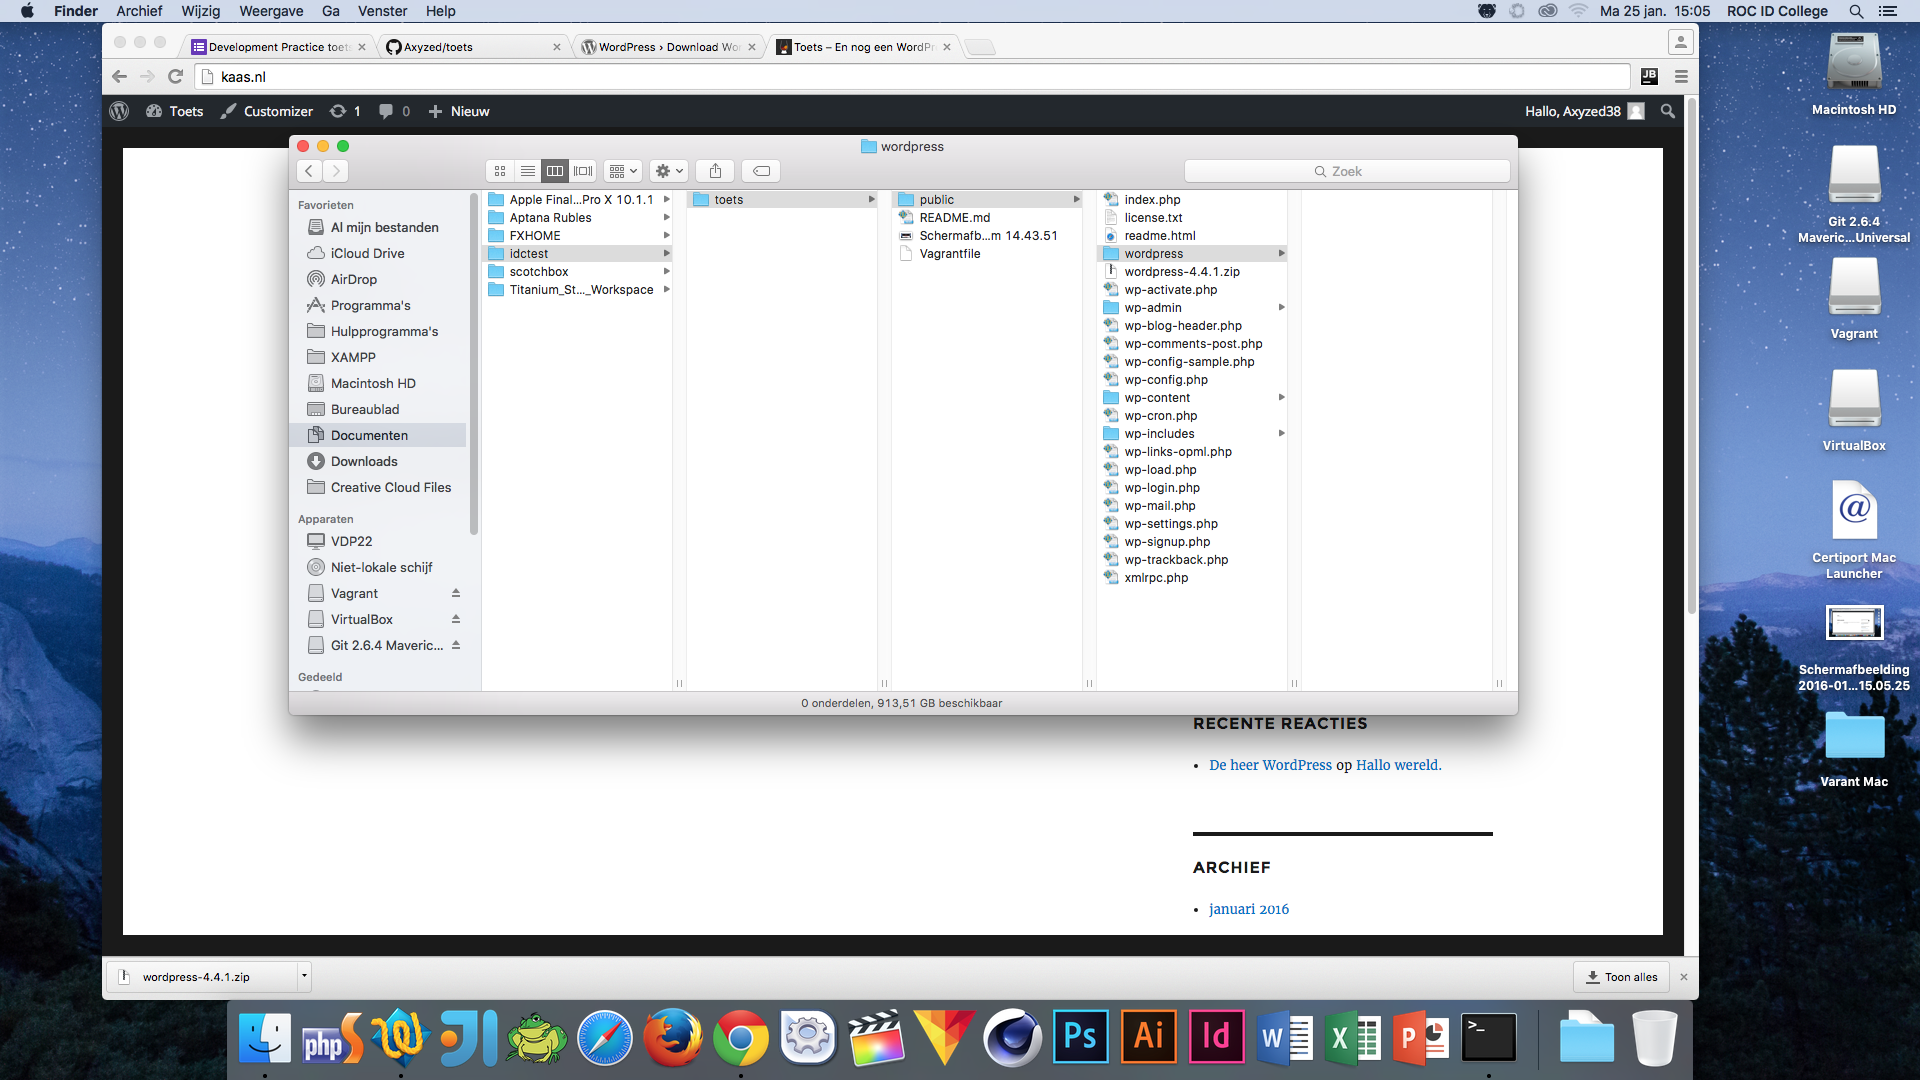 Finder Archief Wijzig Weergave Ga Venster Help Ma 25 jan. 15:05 ROC ID College
Development Practice toet Axyzed/toets WordPress › Download Wor Toets – En nog een WordPr
kaas.nl JB
Toets Customizer 1 0 Nieuw Hallo, Axyzed38
wordpress
Zoek
Favorieten
Al mijn bestanden
iCloud Drive
AirDrop
Programma's
Hulpprogramma's
XAMPP
Macintosh HD
Bureaublad
Documenten
Downloads
Creative Cloud Files
Apparaten
VDP22
Niet-lokale schijf
Vagrant
VirtualBox
Git 2.6.4 Maveric...
Gedeeld
Apple Final...Pro X 10.1.1
Aptana Rubles
FXHOME
idctest
scotchbox
Titanium_St..._Workspace
toets
public
README.md
Schermafb...m 14.43.51
Vagrantfile
index.php
license.txt
readme.html
wordpress
wordpress-4.4.1.zip
wp-activate.php
wp-admin
wp-blog-header.php
wp-comments-post.php
wp-config-sample.php
wp-config.php
wp-content
wp-cron.php
wp-includes
wp-links-opml.php
wp-load.php
wp-login.php
wp-mail.php
wp-settings.php
wp-signup.php
wp-trackback.php
xmlrpc.php
0 onderdelen, 913,51 GB beschikbaar
RECENTE REACTIES
De heer WordPress op Hallo wereld.
ARCHIEF
januari 2016
wordpress-4.4.1.zip
Toon alles
Macintosh HD
Git 2.6.4
Maveric...Universal
Vagrant
VirtualBox
@
Certiport Mac
Launcher
Schermafbeelding
2016-01...15.05.25
Varant Mac
php S JI Ps Ai Id W X P >_